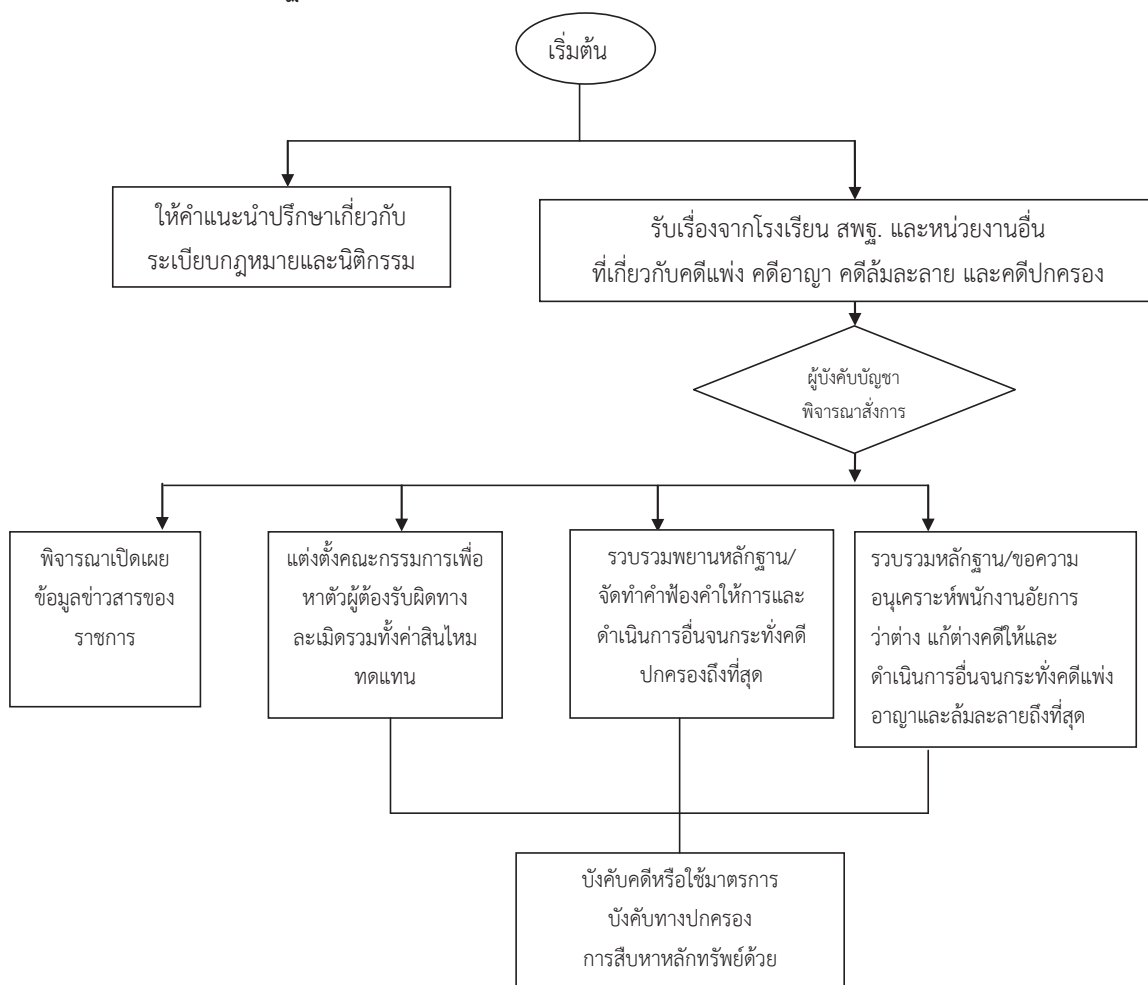 เริ่มต้น
ให้คำแนะนำปรึกษาเกี่ยวกับ
ระเบียบกฎหมายและนิติกรรม
รับเรื่องจากโรงเรียน สพฐ. และหน่วยงานอื่น
ที่เกี่ยวกับคดีแพ่ง คดีอาญา คดีล้มละลาย และคดีปกครอง
ผู้บังคับบัญชา
พิจารณาสั่งการ
พิจารณาเปิดเผย
ข้อมูลข่าวสารของ
ราชการ
แต่งตั้งคณะกรรมการเพื่อ
หาตัวผู้ต้องรับผิดทาง
ละเมิดรวมทั้งค่าสินไหม
ทดแทน
รวบรวมพยานหลักฐาน/
จัดทำคำฟ้องคำให้การและ
ดำเนินการอื่นจนกระทั่งคดี
ปกครองถึงที่สุด
รวบรวมหลักฐาน/ขอความ
อนุเคราะห์พนักงานอัยการ
ว่าต่าง แก้ต่างคดีให้และ
ดำเนินการอื่นจนกระทั่งคดีแพ่ง
อาญาและล้มละลายถึงที่สุด
บังคับคดีหรือใช้มาตรการ
บังคับทางปกครอง
การสืบหาหลักทรัพย์ด้วย